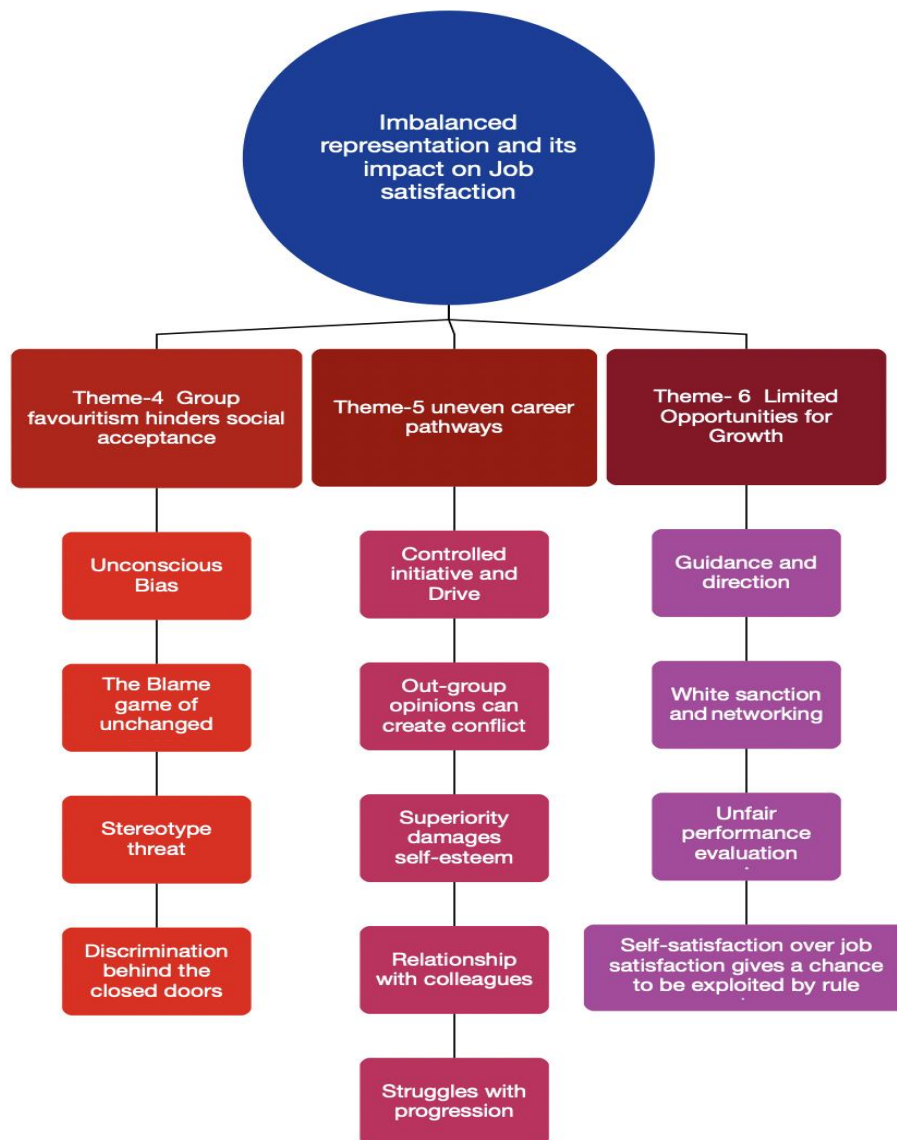 Imbalanced
representation and its
impact on Job
satisfaction
Theme-4 Group
favouritism hinders social
acceptance
Unconscious
Bias
The Blame
game of
unchanged
Stereotype
threat
Discrimination
behind the
closed doors
Theme-5 uneven career
pathways
Controlled
initiative and
Drive
Out-group
opinions can
create conflict
Superiority
damages
self-esteem
Relationship
with colleagues
Struggles with
progression
Theme- 6 Limited
Opportunities for
Growth
Guidance and
direction
White sanction
and networking
Unfair
performance
evaluation
.
Self-satisfaction over job
satisfaction gives a chance
to be exploited by rule
.